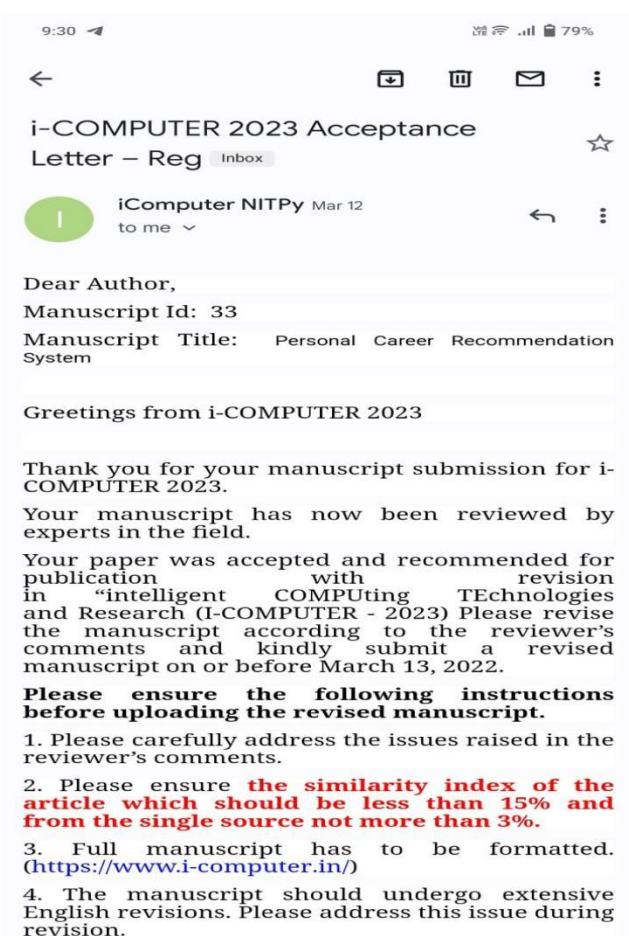 9:30
79%
i-COMPUTER 2023 Acceptance
Letter – Reg Inbox
I
iComputer NITPy Mar 12
to me
Dear Author,
Manuscript Id: 33
Manuscript Title: Personal Career Recommendation
System
Greetings from i-COMPUTER 2023
Thank you for your manuscript submission for i-
COMPUTER 2023.
Your manuscript has now been reviewed by
experts in the field.
Your paper was accepted and recommended for
publication with revision
in “intelligent COMPUting TEchnologies
and Research (I-COMPUTER - 2023) Please revise
the manuscript according to the reviewer’s
comments and kindly submit a revised
manuscript on or before March 13, 2022.
Please ensure the following instructions
before uploading the revised manuscript.
1. Please carefully address the issues raised in the
reviewer’s comments.
2. Please ensure the similarity index of the
article which should be less than 15% and
from the single source not more than 3%.
3. Full manuscript has to be formatted.
(https://www.i-computer.in/)
4. The manuscript should undergo extensive
English revisions. Please address this issue during
revision.